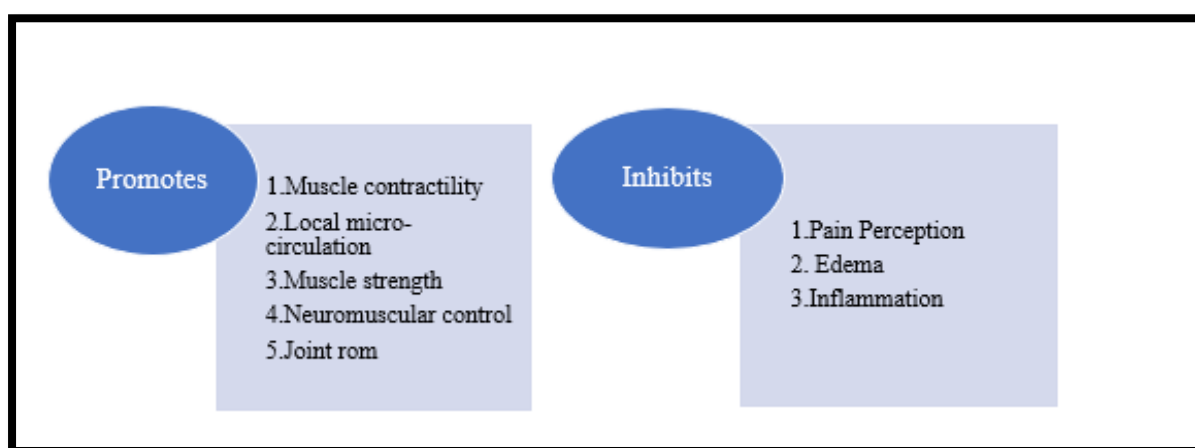 Promotes
1.Muscle contractility
2.Local micro-
circulation
3.Muscle strength
4.Neuromuscular control
5.Joint rom
Inhibits
1.Pain Perception
2. Edema
3.Inflammation